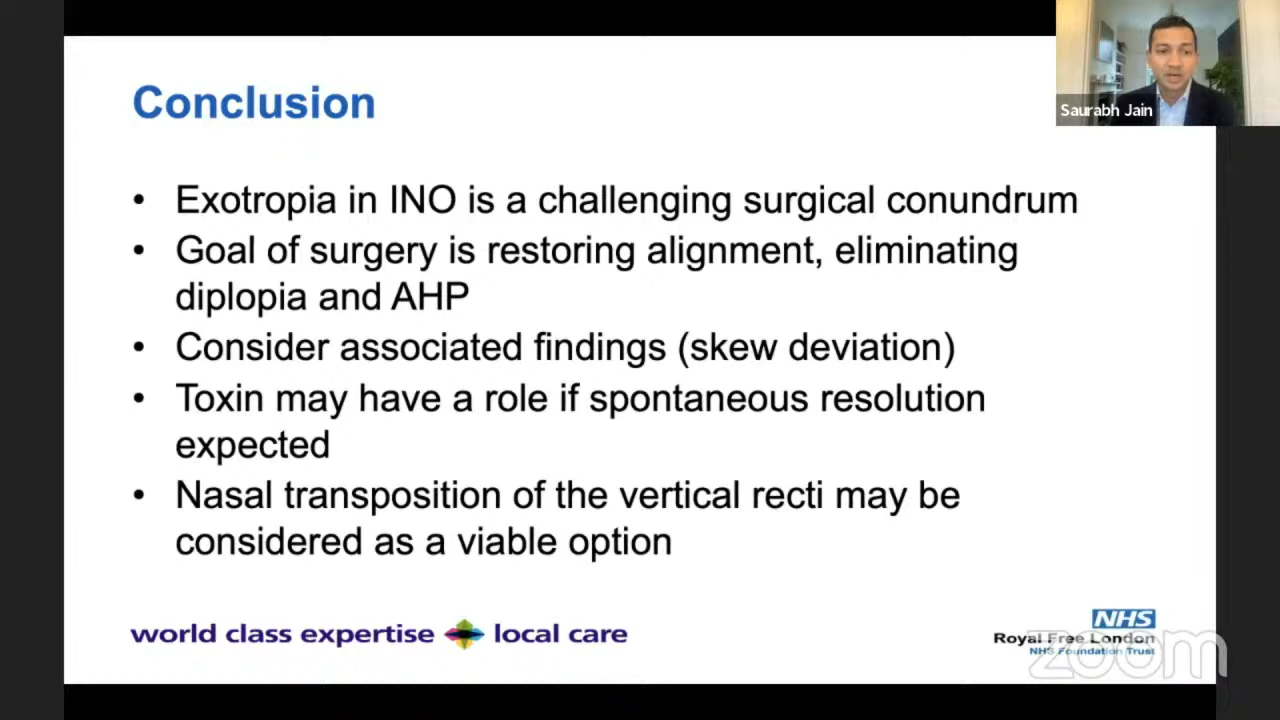 Conclusion
Saurabh Jain
• Exotropia in INO is a challenging surgical conundrum
• Goal of surgery is restoring alignment, eliminating
diplopia and AHP
• Consider associated findings (skew deviation)
• Toxin may have a role if spontaneous resolution
expected
• Nasal transposition of the vertical recti may be
considered as a viable option
world class expertise local care
NHS
Royal Free London
NHS Foundation Trust
zoom